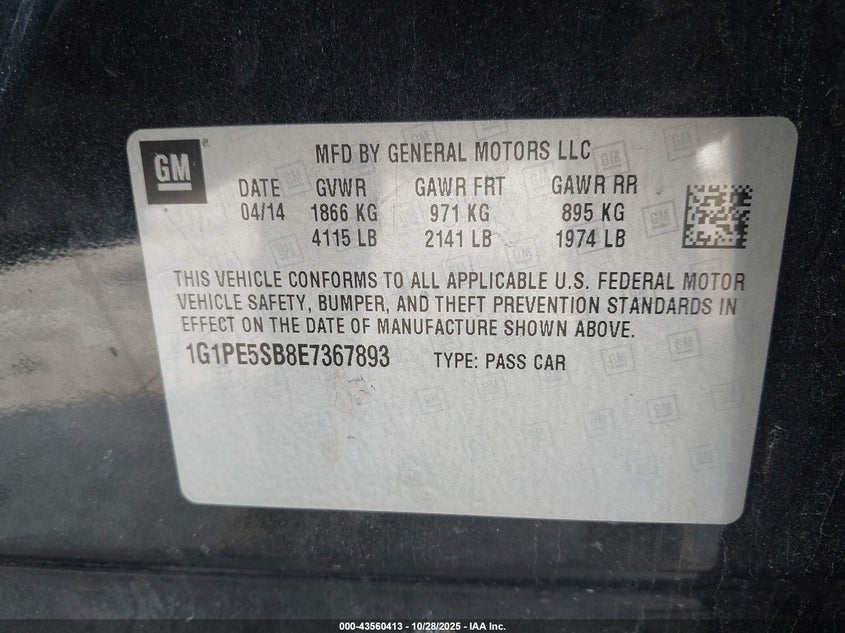 GM ®
MFD BY GENERAL MOTORS LLC
DATE GVWR GAWR FRT GAWR RR
04/14 1866 KG 971 KG 895 KG
4115 LB 2141 LB 1974 LB
THIS VEHICLE CONFORMS TO ALL APPLICABLE U.S. FEDERAL MOTOR
VEHICLE SAFETY, BUMPER, AND THEFT PREVENTION STANDARDS IN
EFFECT ON THE DATE OF MANUFACTURE SHOWN ABOVE.
1G1PE5SB8E7367893 TYPE: PASS CAR
000-43560413 - 10/28/2025 - IAA Inc.